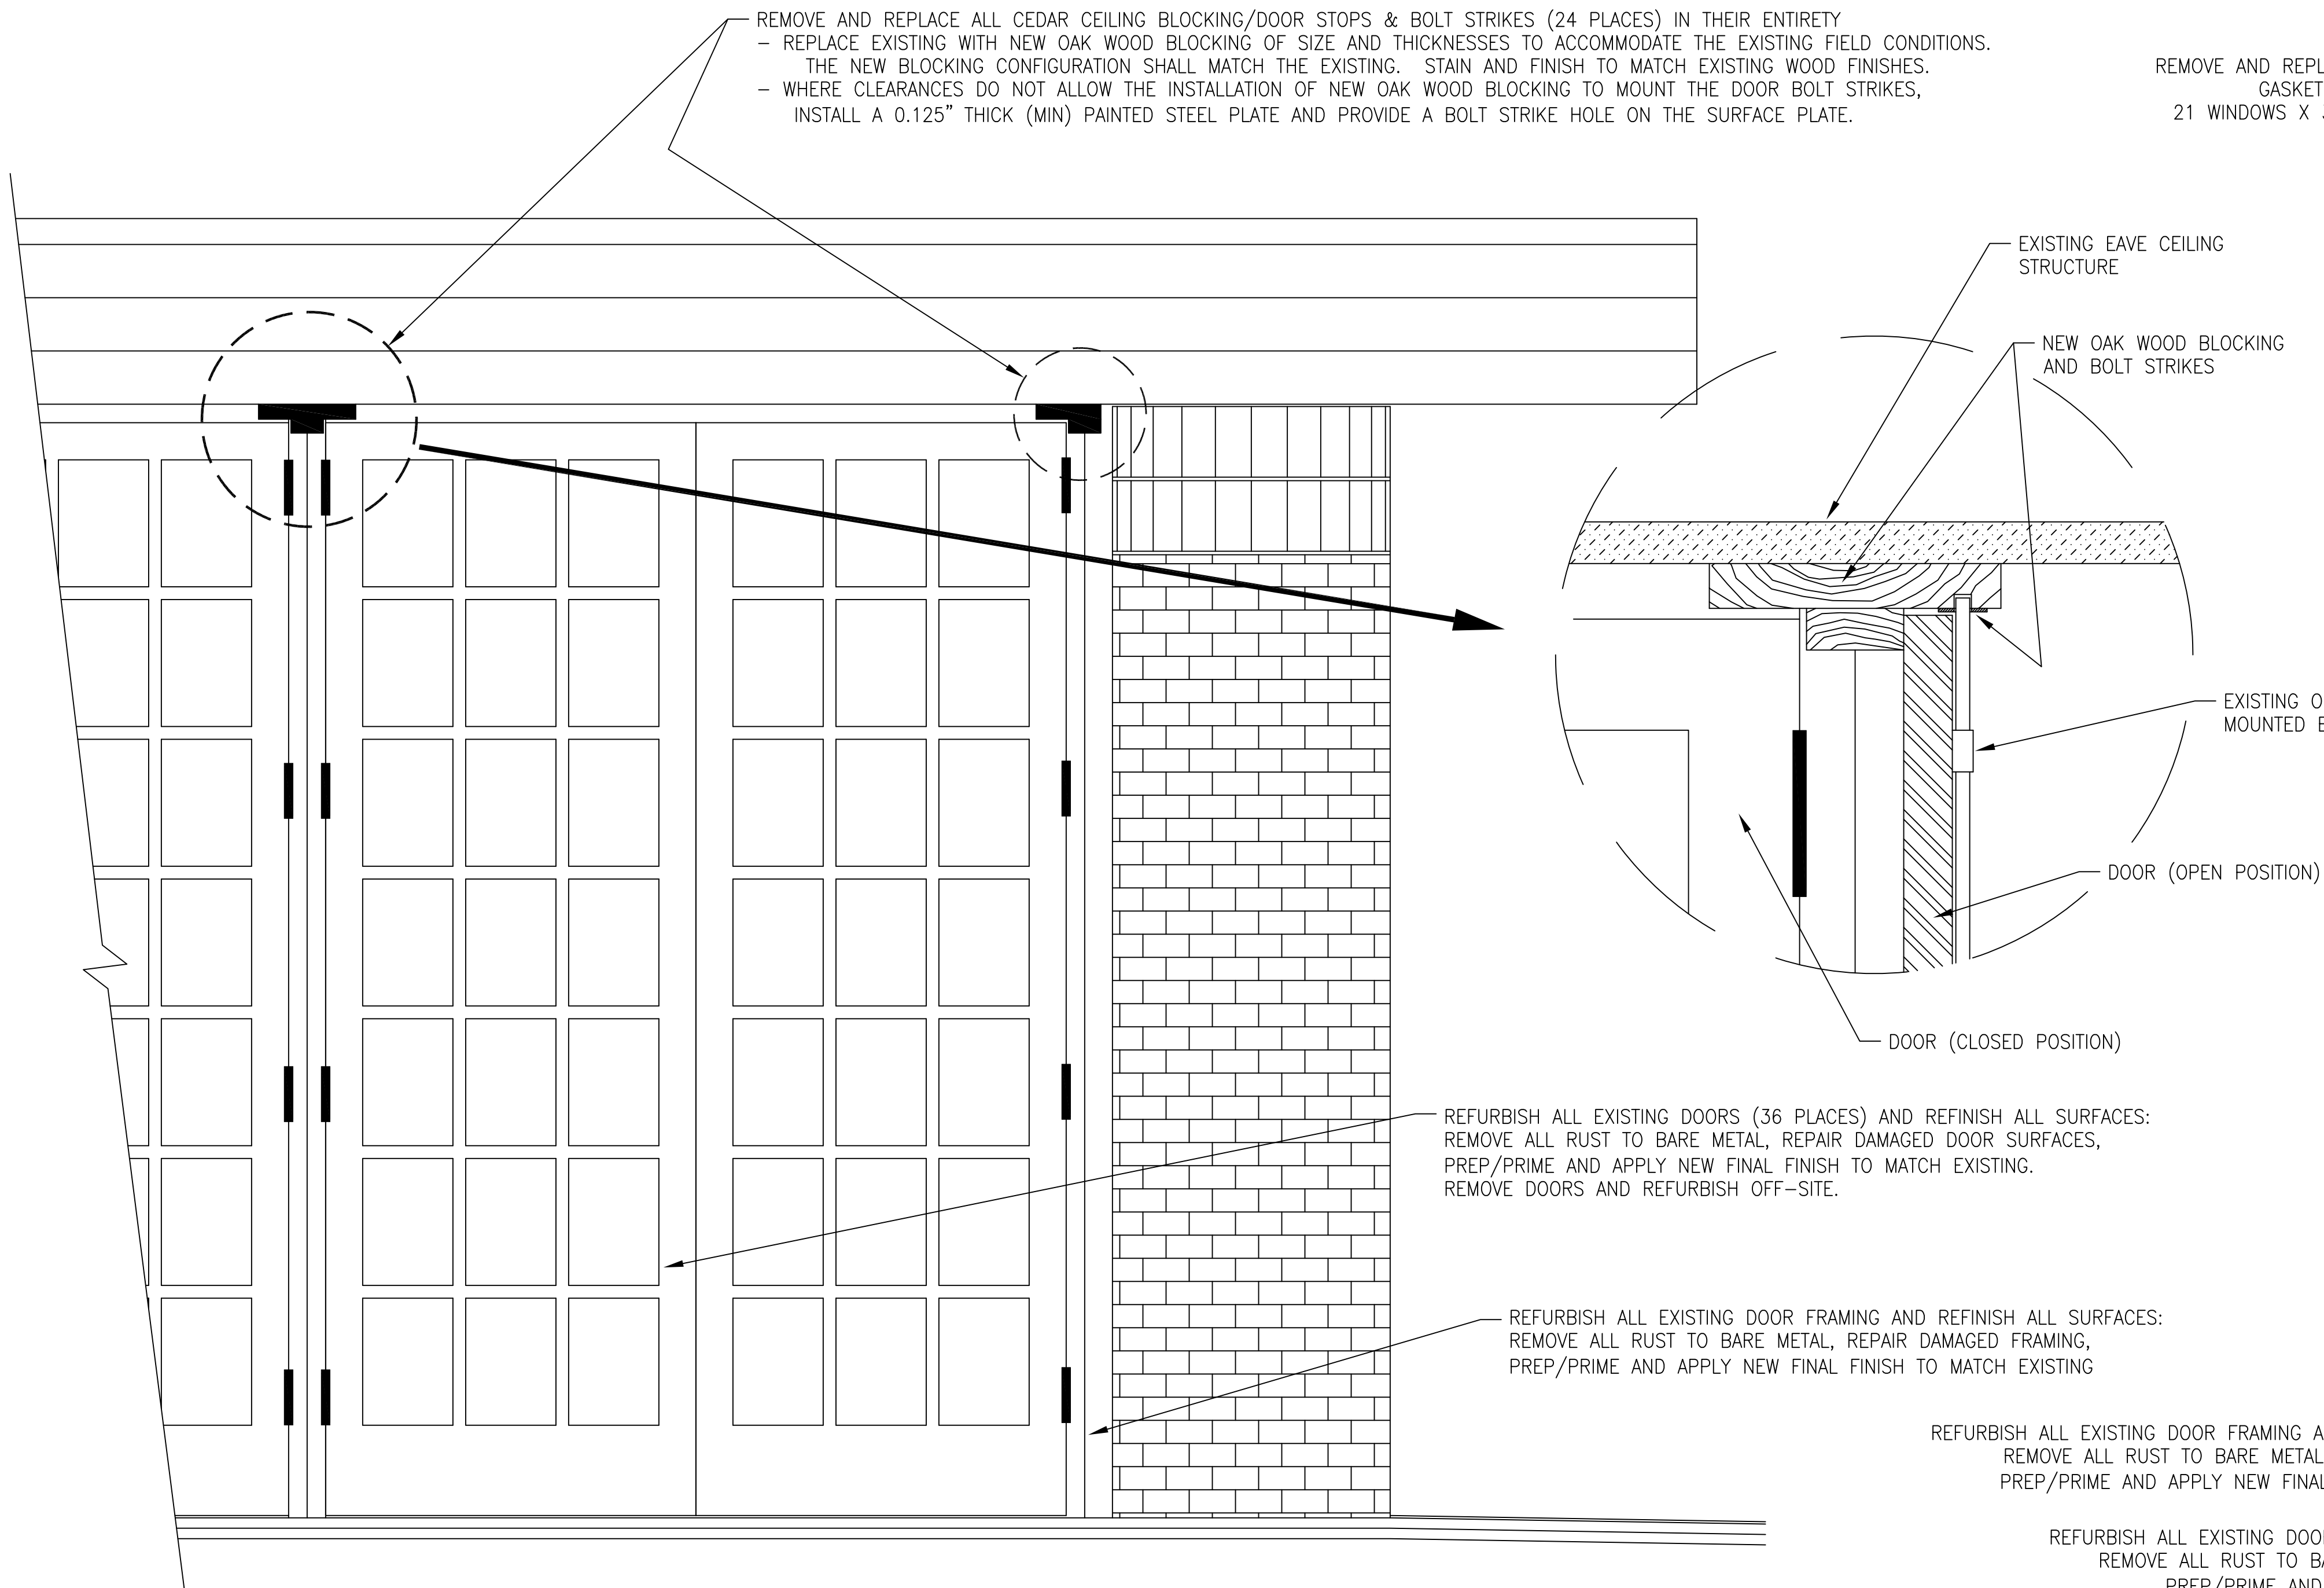 REMOVE AND REPLACE ALL CEDAR CEILING BLOCKING/DOOR STOPS & BOLT STRIKES (24 PLACES) IN THEIR ENTIRETY
- REPLACE EXISTING WITH NEW OAK WOOD BLOCKING OF SIZE AND THICKNESSES TO ACCOMMODATE THE EXISTING FIELD CONDITIONS.
THE NEW BLOCKING CONFIGURATION SHALL MATCH THE EXISTING. STAIN AND FINISH TO MATCH EXISTING WOOD FINISHES.
- WHERE CLEARANCES DO NOT ALLOW THE INSTALLATION OF NEW OAK WOOD BLOCKING TO MOUNT THE DOOR BOLT STRIKES,
INSTALL A 0.125" THICK (MIN) PAINTED STEEL PLATE AND PROVIDE A BOLT STRIKE HOLE ON THE SURFACE PLATE.
REMOVE AND REPL
GASKET
21 WINDOWS X
EXISTING EAVE CEILING
STRUCTURE
NEW OAK WOOD BLOCKING
AND BOLT STRIKES
EXISTING
MOUNTED
DOOR (OPEN POSITION)
DOOR (CLOSED POSITION)
REFURBISH ALL EXISTING DOORS (36 PLACES) AND REFINISH ALL SURFACES:
REMOVE ALL RUST TO BARE METAL, REPAIR DAMAGED DOOR SURFACES,
PREP/PRIME AND APPLY NEW FINAL FINISH TO MATCH EXISTING.
REMOVE DOORS AND REFURBISH OFF-SITE.
REFURBISH ALL EXISTING DOOR FRAMING AND REFINISH ALL SURFACES:
REMOVE ALL RUST TO BARE METAL, REPAIR DAMAGED FRAMING,
PREP/PRIME AND APPLY NEW FINAL FINISH TO MATCH EXISTING
REFURBISH ALL EXISTING DOOR FRAMING A
REMOVE ALL RUST TO BARE METAL
PREP/PRIME AND APPLY NEW FINAL
REFURBISH ALL EXISTING DOO
REMOVE ALL RUST TO BA
PREP/PRIME AND